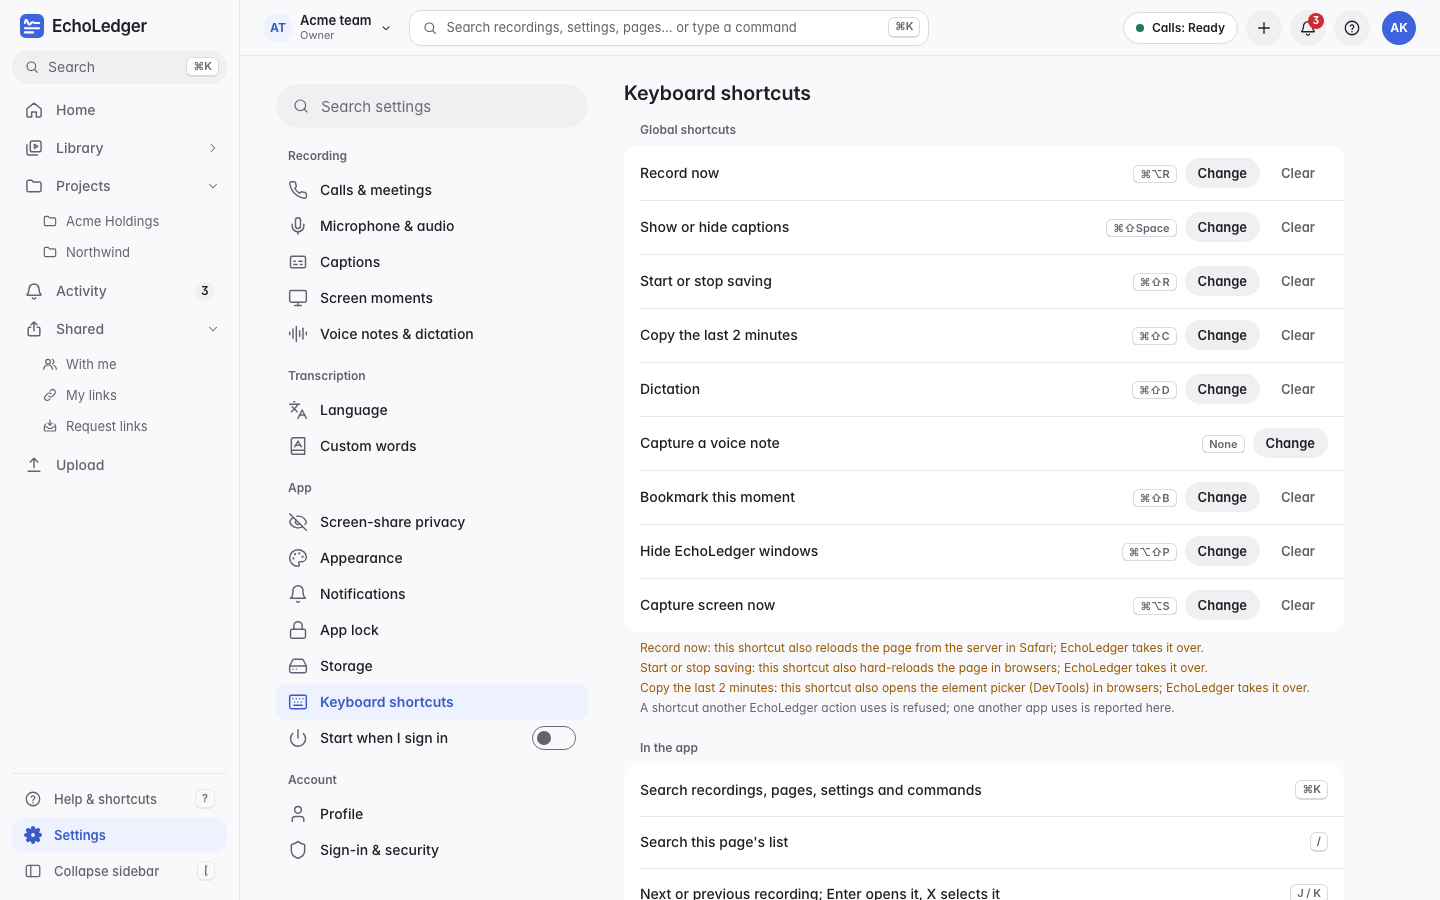 EchoLedger
Search ⌘K
Home
Library
Projects
Acme Holdings
Northwind
Activity 3
Shared
With me
My links
Request links
Upload
Help & shortcuts ?
Settings
Collapse sidebar [
AT Acme team
Owner
Search recordings, settings, pages... or type a command ⌘K
Calls: Ready
3
AK
Search settings
Recording
Calls & meetings
Microphone & audio
Captions
Screen moments
Voice notes & dictation
Transcription
Language
Custom words
App
Screen-share privacy
Appearance
Notifications
App lock
Storage
Keyboard shortcuts
Start when I sign in
Account
Profile
Sign-in & security
Keyboard shortcuts
Global shortcuts
Record now ⌘⌥R Change Clear
Show or hide captions ⌘⇧Space Change Clear
Start or stop saving ⌘⇧R Change Clear
Copy the last 2 minutes ⌘⇧C Change Clear
Dictation ⌘⇧D Change Clear
Capture a voice note None Change
Bookmark this moment ⌘⇧B Change Clear
Hide EchoLedger windows ⌘⌥⇧P Change Clear
Capture screen now ⌘⌥S Change Clear
Record now: this shortcut also reloads the page from the server in Safari; EchoLedger takes it over.
Start or stop saving: this shortcut also hard-reloads the page in browsers; EchoLedger takes it over.
Copy the last 2 minutes: this shortcut also opens the element picker (DevTools) in browsers; EchoLedger takes it over.
A shortcut another EchoLedger action uses is refused; one another app uses is reported here.
In the app
Search recordings, pages, settings and commands ⌘K
Search this page's list /
Next or previous recording; Enter opens it, X selects it J / K